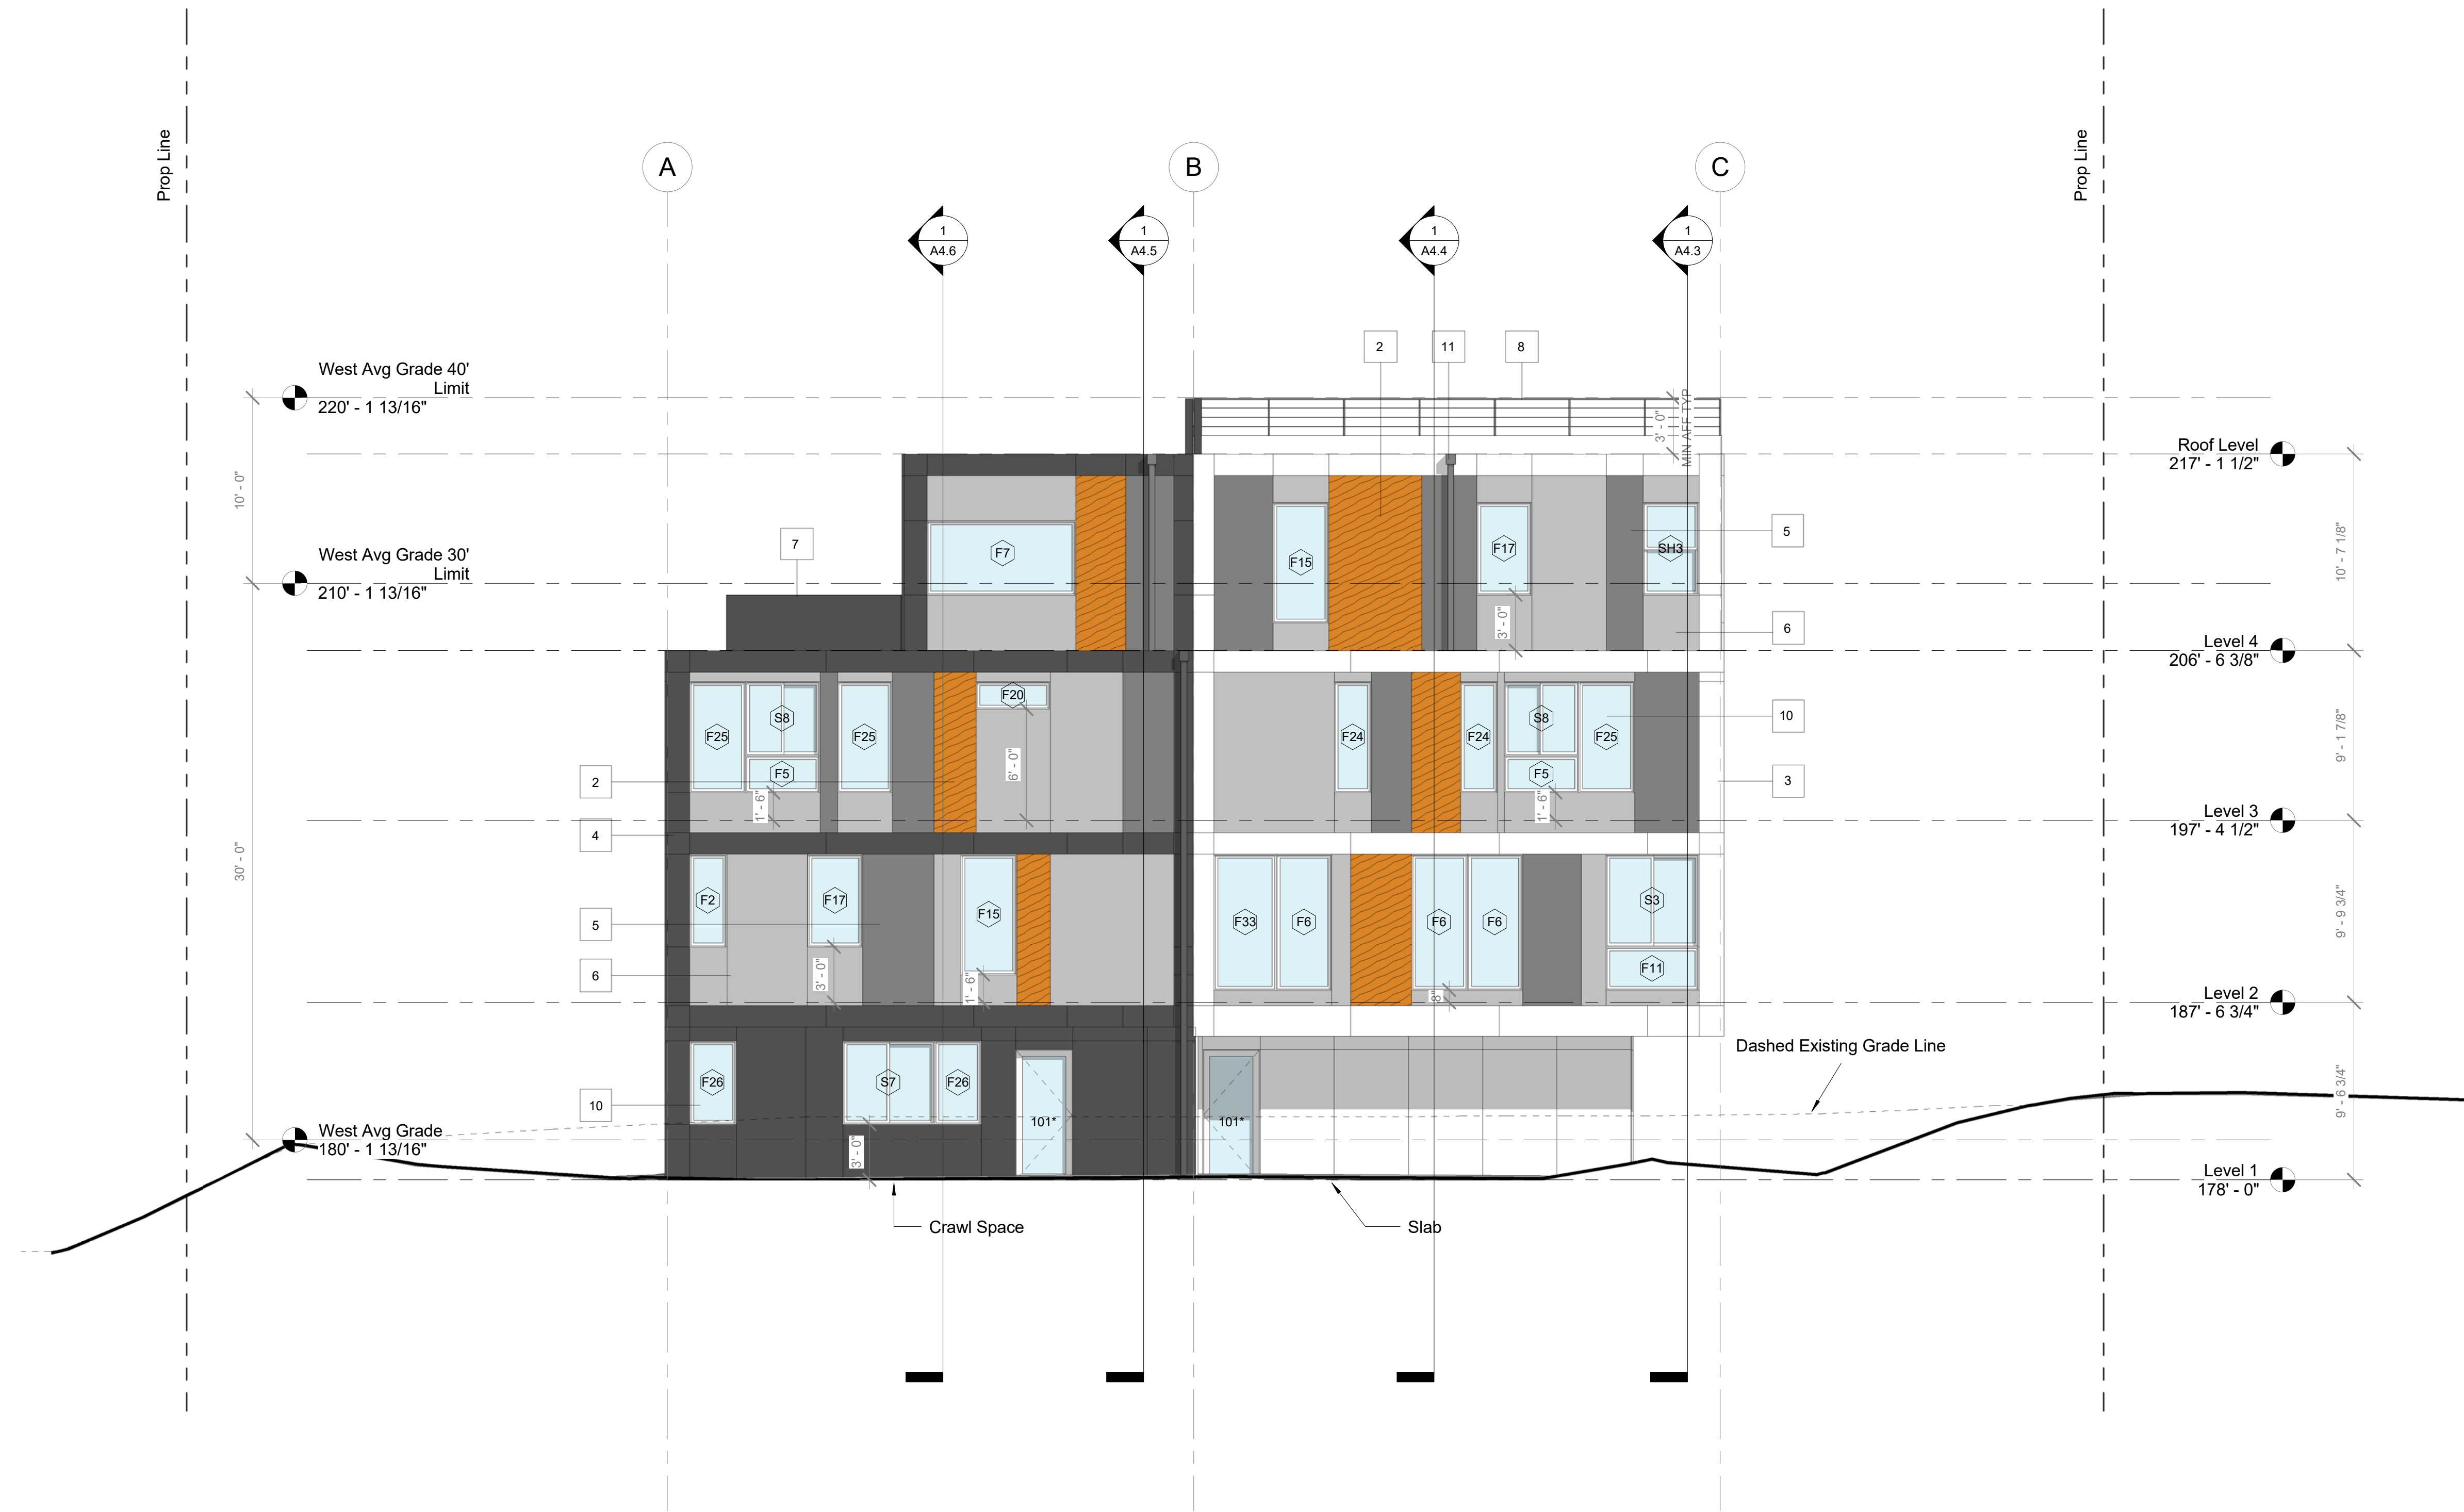 Prop Line
Prop Line
A
B
C
1
A4.6
1
A4.5
1
A4.4
1
A4.3
2
11
8
West Avg Grade 40'
Limit
220' - 1 13/16"
3' - 0"
MIN AFF TYP
Roof Level
217' - 1 1/2"
10' - 0"
7
F7
F15
F17
SH3
5
10' - 7 1/8"
West Avg Grade 30'
Limit
210' - 1 13/16"
3' - 0"
6
Level 4
206' - 6 3/8"
F25
S8
F25
F20
F24
F24
S8
F25
10
F5
F5
6' - 0"
9' - 1 7/8"
2
3
1' - 6"
1' - 6"
4
Level 3
197' - 4 1/2"
30' - 0"
F2
F17
F15
F33
F6
F6
F6
S3
5
F11
9' - 9 3/4"
6
3' - 0"
1' - 6"
8"
Level 2
187' - 6 3/4"
Dashed Existing Grade Line
F26
S7
F26
10
101*
101*
9' - 6 3/4"
West Avg Grade
180' - 1 13/16"
3' - 0"
Level 1
178' - 0"
Crawl Space
Slab